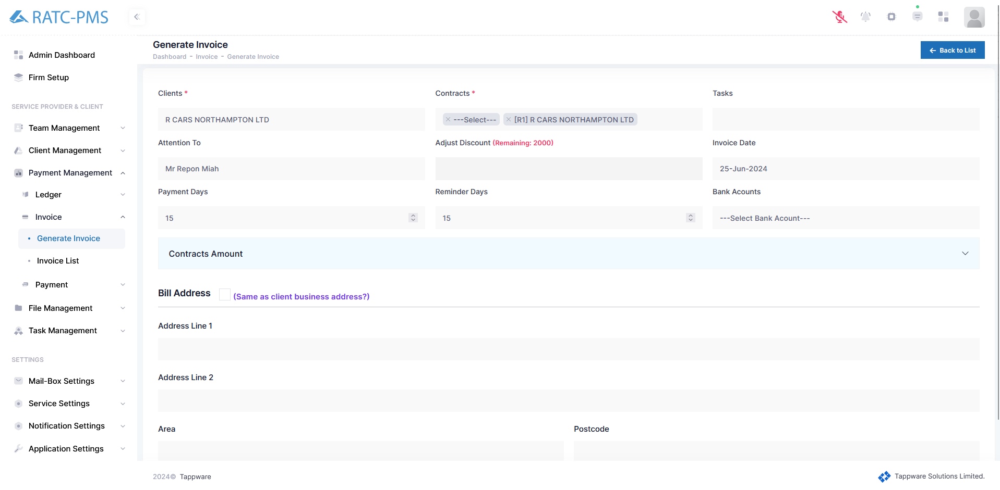 RATC-PMS
Admin Dashboard
Firm Setup
SERVICE PROVIDER & CLIENT
Team Management
Client Management
Payment Management
Ledger
Invoice
Generate Invoice
Invoice List
Payment
File Management
Task Management
SETTINGS
Mail-Box Settings
Service Settings
Notification Settings
Application Settings
Generate Invoice
Dashboard - Invoice - Generate Invoice
Back to List
Clients * Contracts * Tasks
R CARS NORTHAMPTON LTD × ---Select--- × [R1] R CARS NORTHAMPTON LTD
Attention To Adjust Discount (Remaining: 2000) Invoice Date
Mr Repon Miah 25-Jun-2024
Payment Days Reminder Days Bank Acounts
15 15 ---Select Bank Acount---
Contracts Amount
Bill Address (Same as client business address?)
Address Line 1
Address Line 2
Area Postcode
2024© Tappware Tappware Solutions Limited.